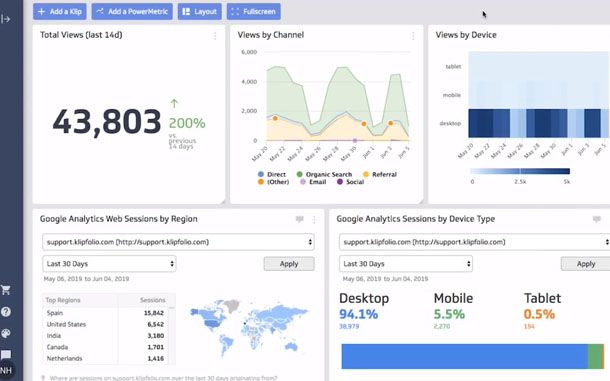 + Add a Klip
Add a PowerMetric
Layout
Fullscreen
Total Views (last 14d)
43,803
200%
vs.
previous
14 days
Views by Channel
6,000
4,000
2,000
0
May 20
May 22
May 24
May 26
May 28
May 30
Jun 1
Jun 3
Jun 5
Direct
Organic Search
Referral
(Other)
Email
Social
Views by Device
tablet
mobile
desktop
May 20
May 22
May 24
May 26
May 28
May 30
Jun 1
Jun 3
Jun 5
0
2.5k
5k
Google Analytics Web Sessions by Region
support.klipfolio.com [http://support.klipfolio.com]
Last 30 Days
Apply
May 06, 2019 to Jun 04, 2019
Top Regions Sessions
Spain 15,842
United States 6,542
India 3,180
Canada 1,701
Netherlands 1,416
Where are sessions on support.klipfolio.com over the last 30 days originating from?
Google Analytics Sessions by Device Type
support.klipfolio.com [http://support.klipfolio.com]
Last 30 Days
Apply
May 06, 2019 to Jun 04, 2019
Desktop Mobile Tablet
94.1% 5.5% 0.5%
38,979 2,270 194
NH